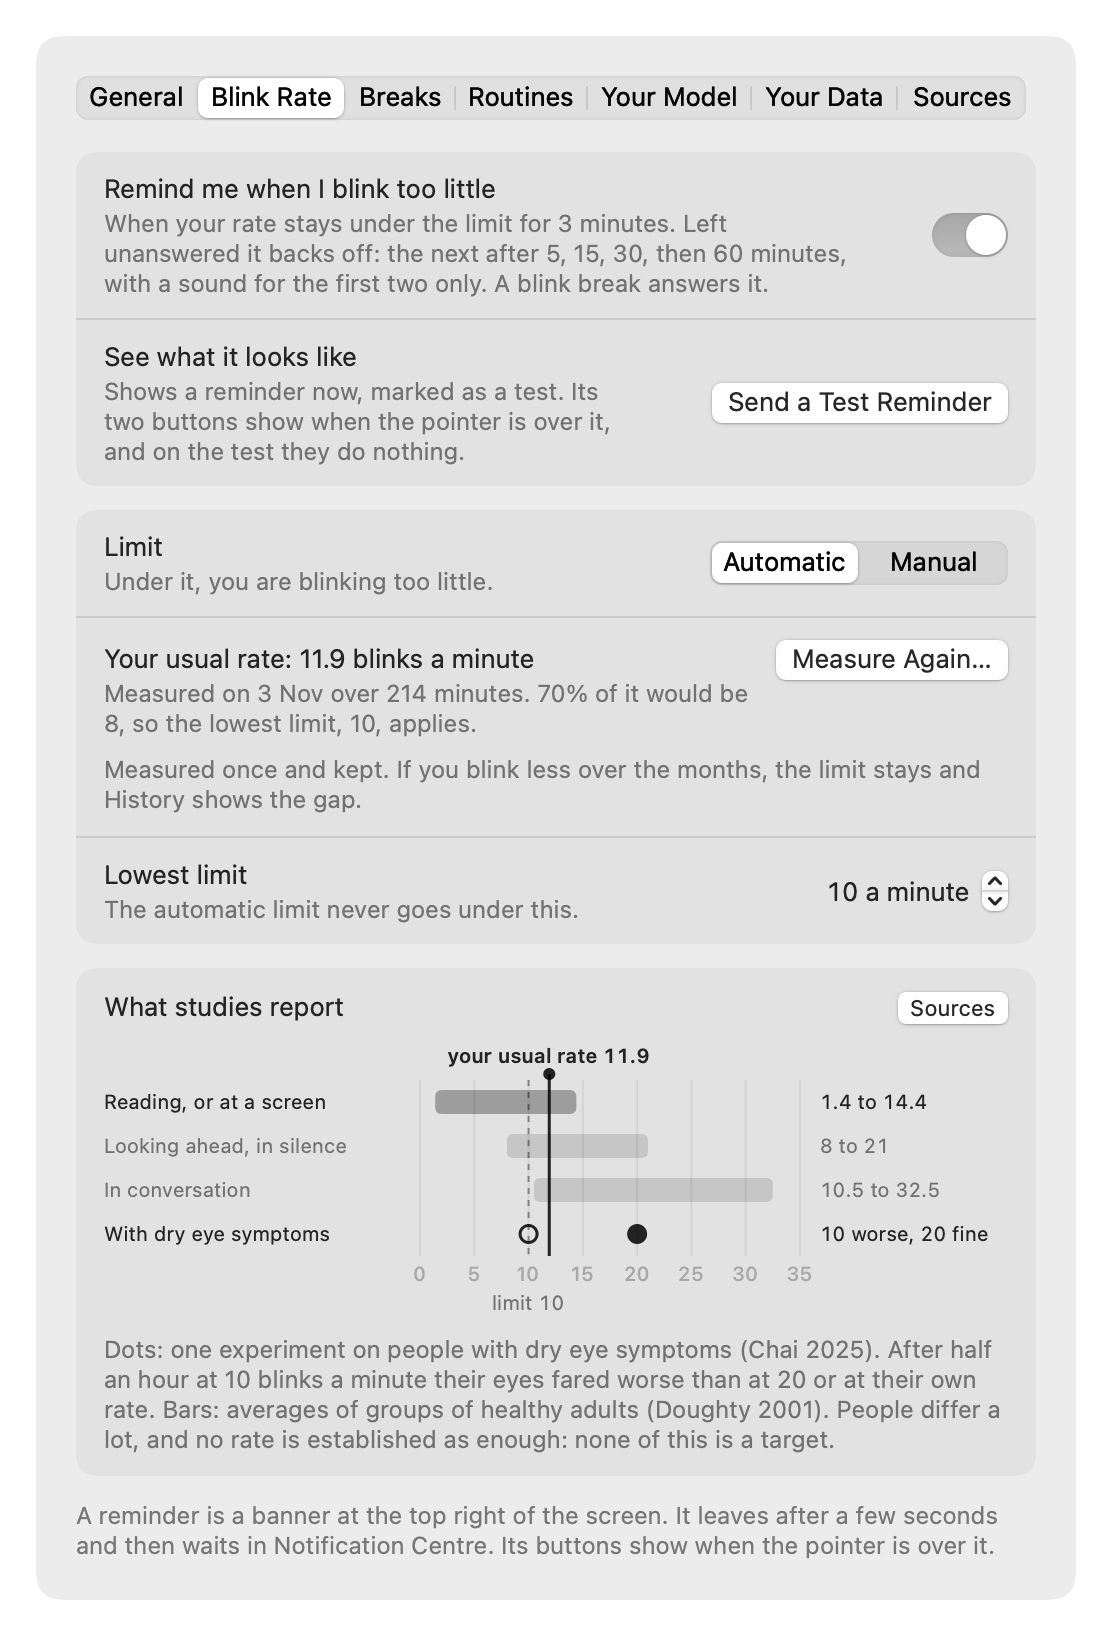 General Blink Rate Breaks Routines Your Model Your Data Sources
Remind me when I blink too little
When your rate stays under the limit for 3 minutes. Left
unanswered it backs off: the next after 5, 15, 30, then 60 minutes,
with a sound for the first two only. A blink break answers it.
See what it looks like
Shows a reminder now, marked as a test. Its
two buttons show when the pointer is over it,
and on the test they do nothing.
Send a Test Reminder
Limit
Under it, you are blinking too little.
Automatic Manual
Your usual rate: 11.9 blinks a minute
Measure Again...
Measured on 3 Nov over 214 minutes. 70% of it would be
8, so the lowest limit, 10, applies.
Measured once and kept. If you blink less over the months, the limit stays and
History shows the gap.
Lowest limit
The automatic limit never goes under this.
10 a minute
What studies report
Sources
your usual rate 11.9
Reading, or at a screen 1.4 to 14.4
Looking ahead, in silence 8 to 21
In conversation 10.5 to 32.5
With dry eye symptoms 10 worse, 20 fine
0 5 10 15 20 25 30 35
limit 10
Dots: one experiment on people with dry eye symptoms (Chai 2025). After half
an hour at 10 blinks a minute their eyes fared worse than at 20 or at their own
rate. Bars: averages of groups of healthy adults (Doughty 2001). People differ a
lot, and no rate is established as enough: none of this is a target.
A reminder is a banner at the top right of the screen. It leaves after a few seconds
and then waits in Notification Centre. Its buttons show when the pointer is over it.